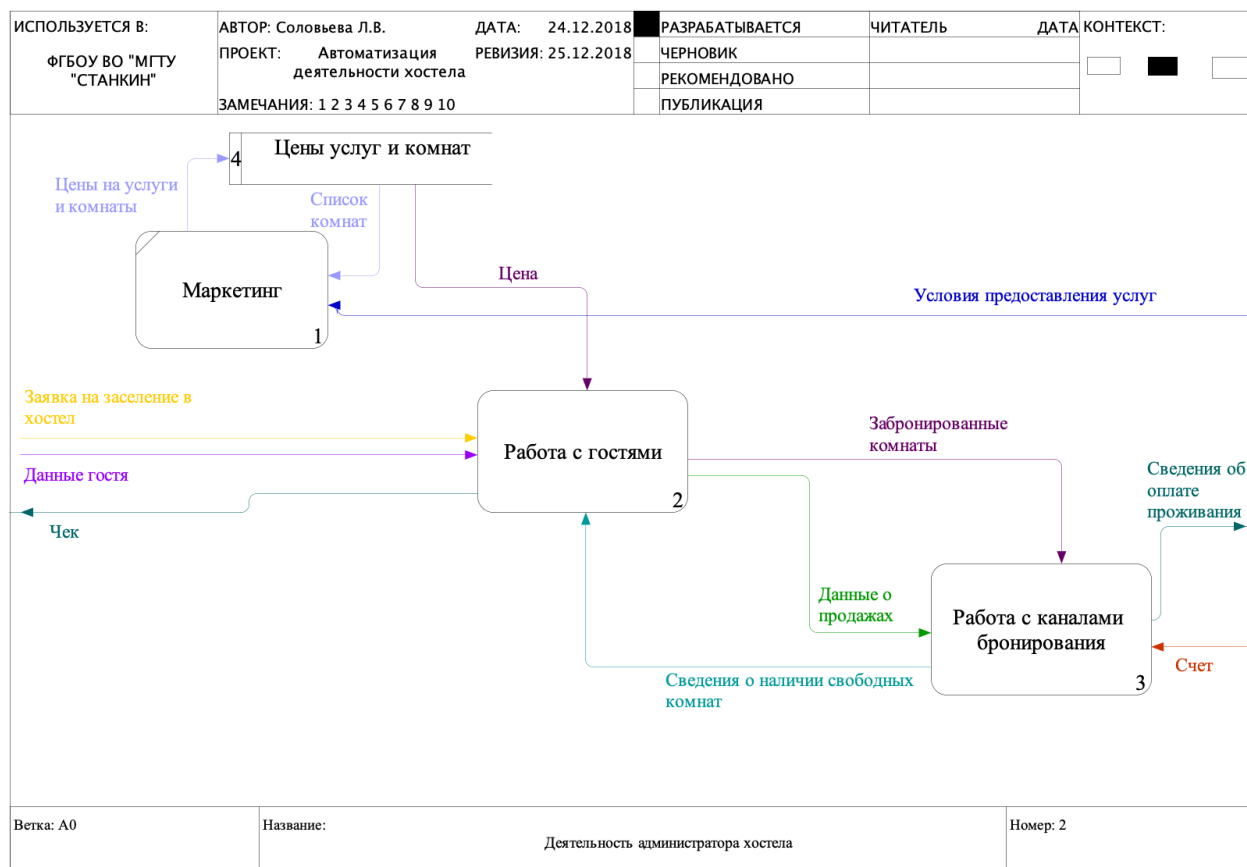 ИСПОЛЬЗУЕТСЯ В:
ФГБОУ ВО "МГТУ
"СТАНКИН"
АВТОР: Соловьева Л.В.
ДАТА: 24.12.2018
ПРОЕКТ: Автоматизация
деятельности хостела
РЕВИЗИЯ: 25.12.2018
ЗАМЕЧАНИЯ: 1 2 3 4 5 6 7 8 9 10
РАЗРАБАТЫВАЕТСЯ
ЧЕРНОВИК
РЕКОМЕНДОВАНО
ПУБЛИКАЦИЯ
ЧИТАТЕЛЬ
ДАТА
КОНТЕКСТ:
4
Цены услуг и комнат
Цены на услуги
и комнаты
Список
комнат
Маркетинг
1
Цена
Условия предоставления услуг
Заявка на заселение в
хостел
Данные гостя
Чек
Работа с гостями
2
Забронированные
комнаты
Сведения об
оплате
проживания
Данные о
продажах
Работа с каналами
бронирования
3
Счет
Сведения о наличии свободных
комнат
Ветка: A0
Название:
Деятельность администратора хостела
Номер: 2